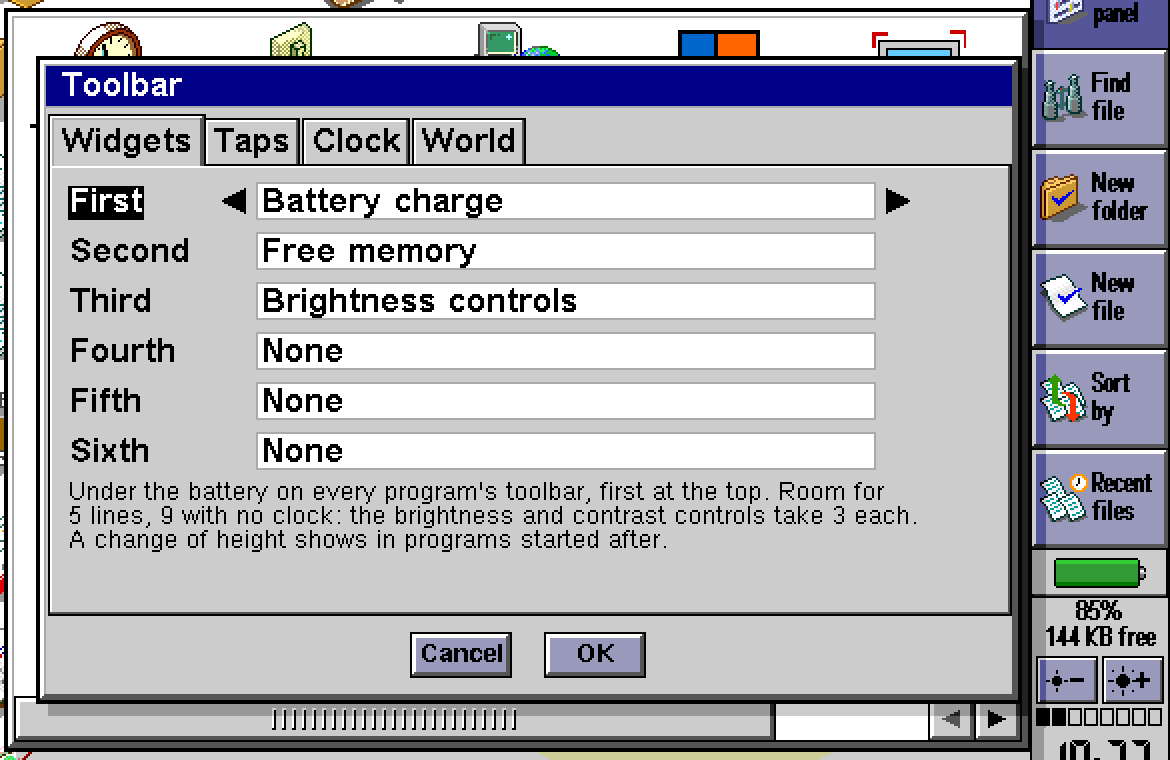 panel
Toolbar
Find
file
Widgets Taps Clock World
First Battery charge
New
folder
Second Free memory
Third Brightness controls
New
file
Fourth None
Fifth None
Sort
by
Sixth None
Under the battery on every program's toolbar, first at the top. Room for
5 lines, 9 with no clock: the brightness and contrast controls take 3 each.
A change of height shows in programs started after.
Recent
files
85%
144 KB free
Cancel OK